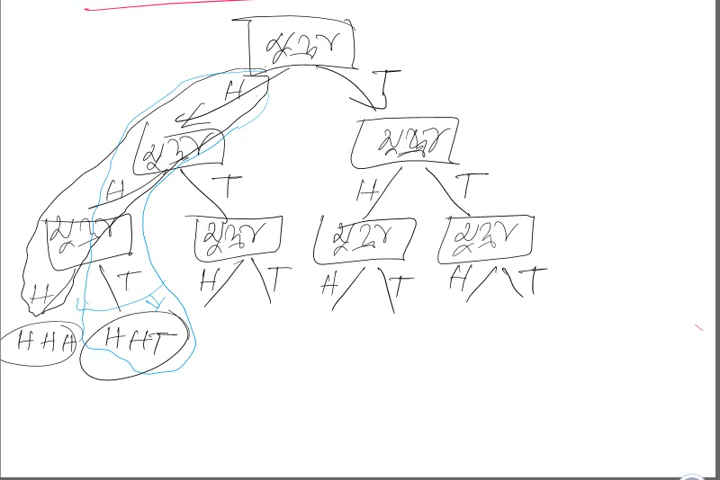 মুদ্রা
H T
মুদ্রা মুদ্রা
H T H T
মুদ্রা মুদ্রা মুদ্রা মুদ্রা
H T H T H T H T
HHH HHT